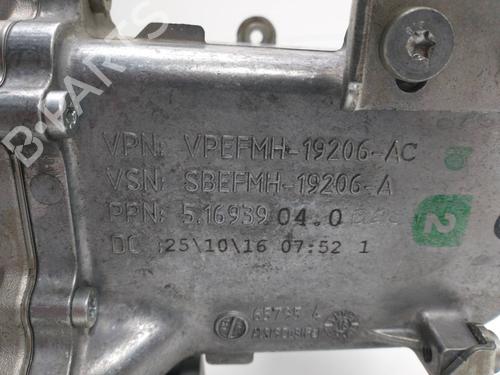 B-PARTS
VPN: VPEFMH-19206-AC
VSN: SBEFMH-19206-A
PPN: 5.16939.04.0
DC :25\10\16 07:52 1
2